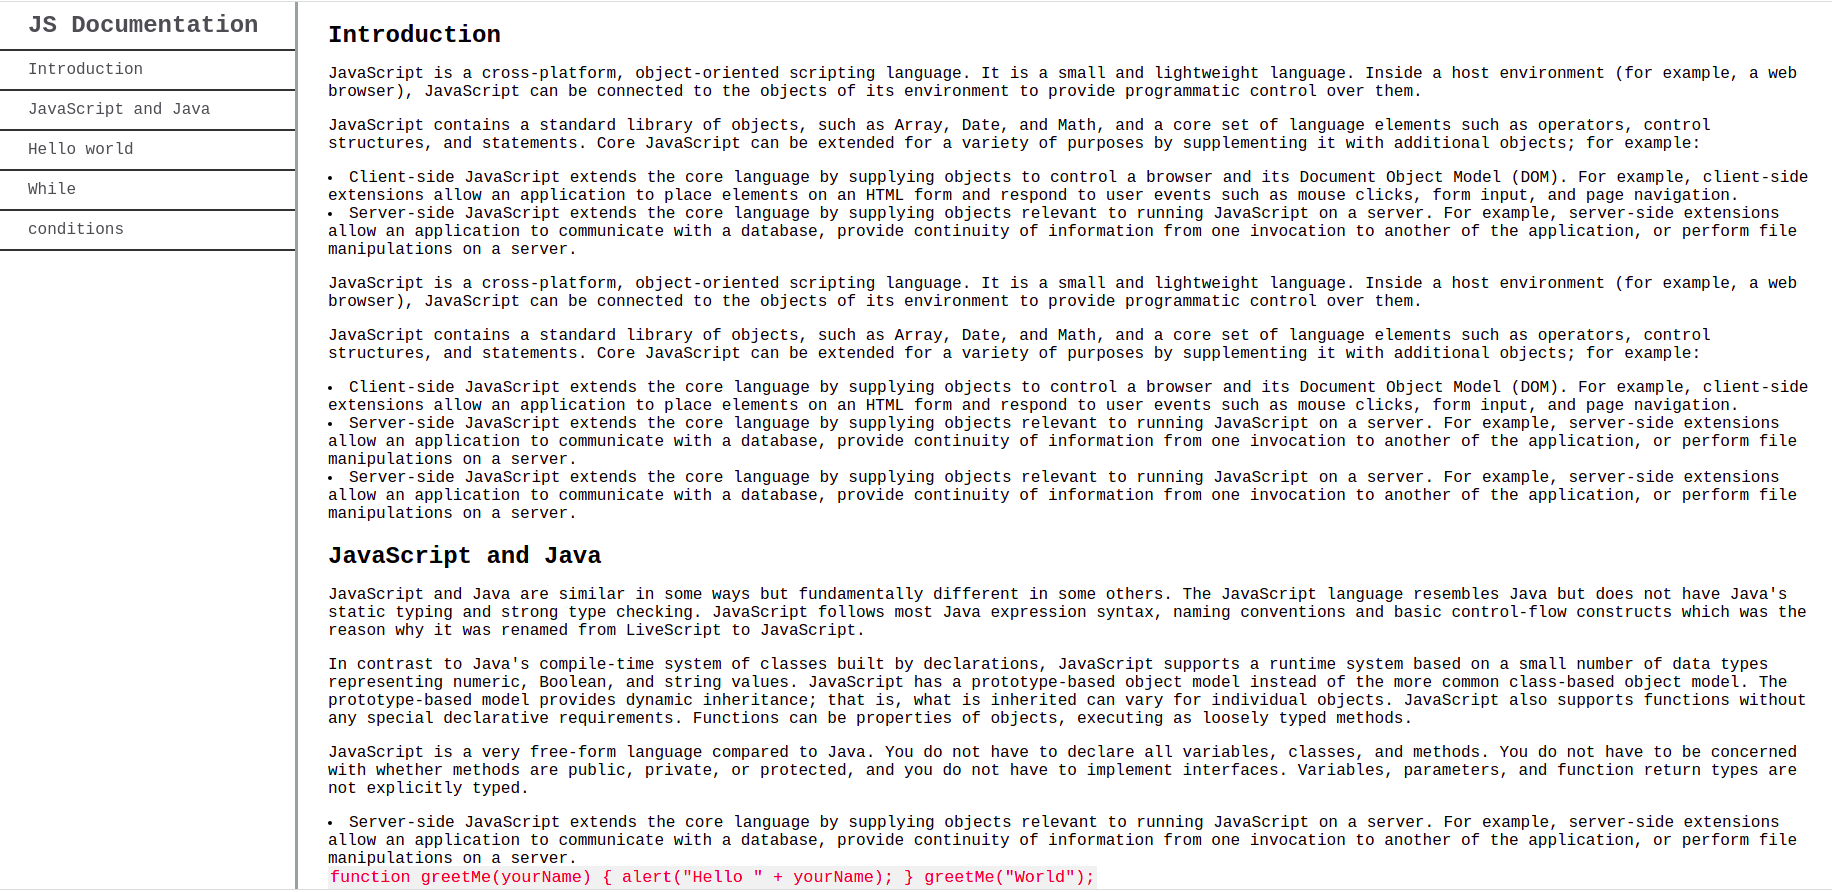 JS Documentation
Introduction
JavaScript and Java
Hello world
While
conditions
Introduction
JavaScript is a cross-platform, object-oriented scripting language. It is a small and lightweight language. Inside a host environment (for example, a web
browser), JavaScript can be connected to the objects of its environment to provide programmatic control over them.
JavaScript contains a standard library of objects, such as Array, Date, and Math, and a core set of language elements such as operators, control
structures, and statements. Core JavaScript can be extended for a variety of purposes by supplementing it with additional objects; for example:
• Client-side JavaScript extends the core language by supplying objects to control a browser and its Document Object Model (DOM). For example, client-side
extensions allow an application to place elements on an HTML form and respond to user events such as mouse clicks, form input, and page navigation.
• Server-side JavaScript extends the core language by supplying objects relevant to running JavaScript on a server. For example, server-side extensions
allow an application to communicate with a database, provide continuity of information from one invocation to another of the application, or perform file
manipulations on a server.
JavaScript is a cross-platform, object-oriented scripting language. It is a small and lightweight language. Inside a host environment (for example, a web
browser), JavaScript can be connected to the objects of its environment to provide programmatic control over them.
JavaScript contains a standard library of objects, such as Array, Date, and Math, and a core set of language elements such as operators, control
structures, and statements. Core JavaScript can be extended for a variety of purposes by supplementing it with additional objects; for example:
• Client-side JavaScript extends the core language by supplying objects to control a browser and its Document Object Model (DOM). For example, client-side
extensions allow an application to place elements on an HTML form and respond to user events such as mouse clicks, form input, and page navigation.
• Server-side JavaScript extends the core language by supplying objects relevant to running JavaScript on a server. For example, server-side extensions
allow an application to communicate with a database, provide continuity of information from one invocation to another of the application, or perform file
manipulations on a server.
• Server-side JavaScript extends the core language by supplying objects relevant to running JavaScript on a server. For example, server-side extensions
allow an application to communicate with a database, provide continuity of information from one invocation to another of the application, or perform file
manipulations on a server.
JavaScript and Java
JavaScript and Java are similar in some ways but fundamentally different in some others. The JavaScript language resembles Java but does not have Java's
static typing and strong type checking. JavaScript follows most Java expression syntax, naming conventions and basic control-flow constructs which was the
reason why it was renamed from LiveScript to JavaScript.
In contrast to Java's compile-time system of classes built by declarations, JavaScript supports a runtime system based on a small number of data types
representing numeric, Boolean, and string values. JavaScript has a prototype-based object model instead of the more common class-based object model. The
prototype-based model provides dynamic inheritance; that is, what is inherited can vary for individual objects. JavaScript also supports functions without
any special declarative requirements. Functions can be properties of objects, executing as loosely typed methods.
JavaScript is a very free-form language compared to Java. You do not have to declare all variables, classes, and methods. You do not have to be concerned
with whether methods are public, private, or protected, and you do not have to implement interfaces. Variables, parameters, and function return types are
not explicitly typed.
• Server-side JavaScript extends the core language by supplying objects relevant to running JavaScript on a server. For example, server-side extensions
allow an application to communicate with a database, provide continuity of information from one invocation to another of the application, or perform file
manipulations on a server.
function greetMe(yourName) { alert("Hello " + yourName); } greetMe("World");